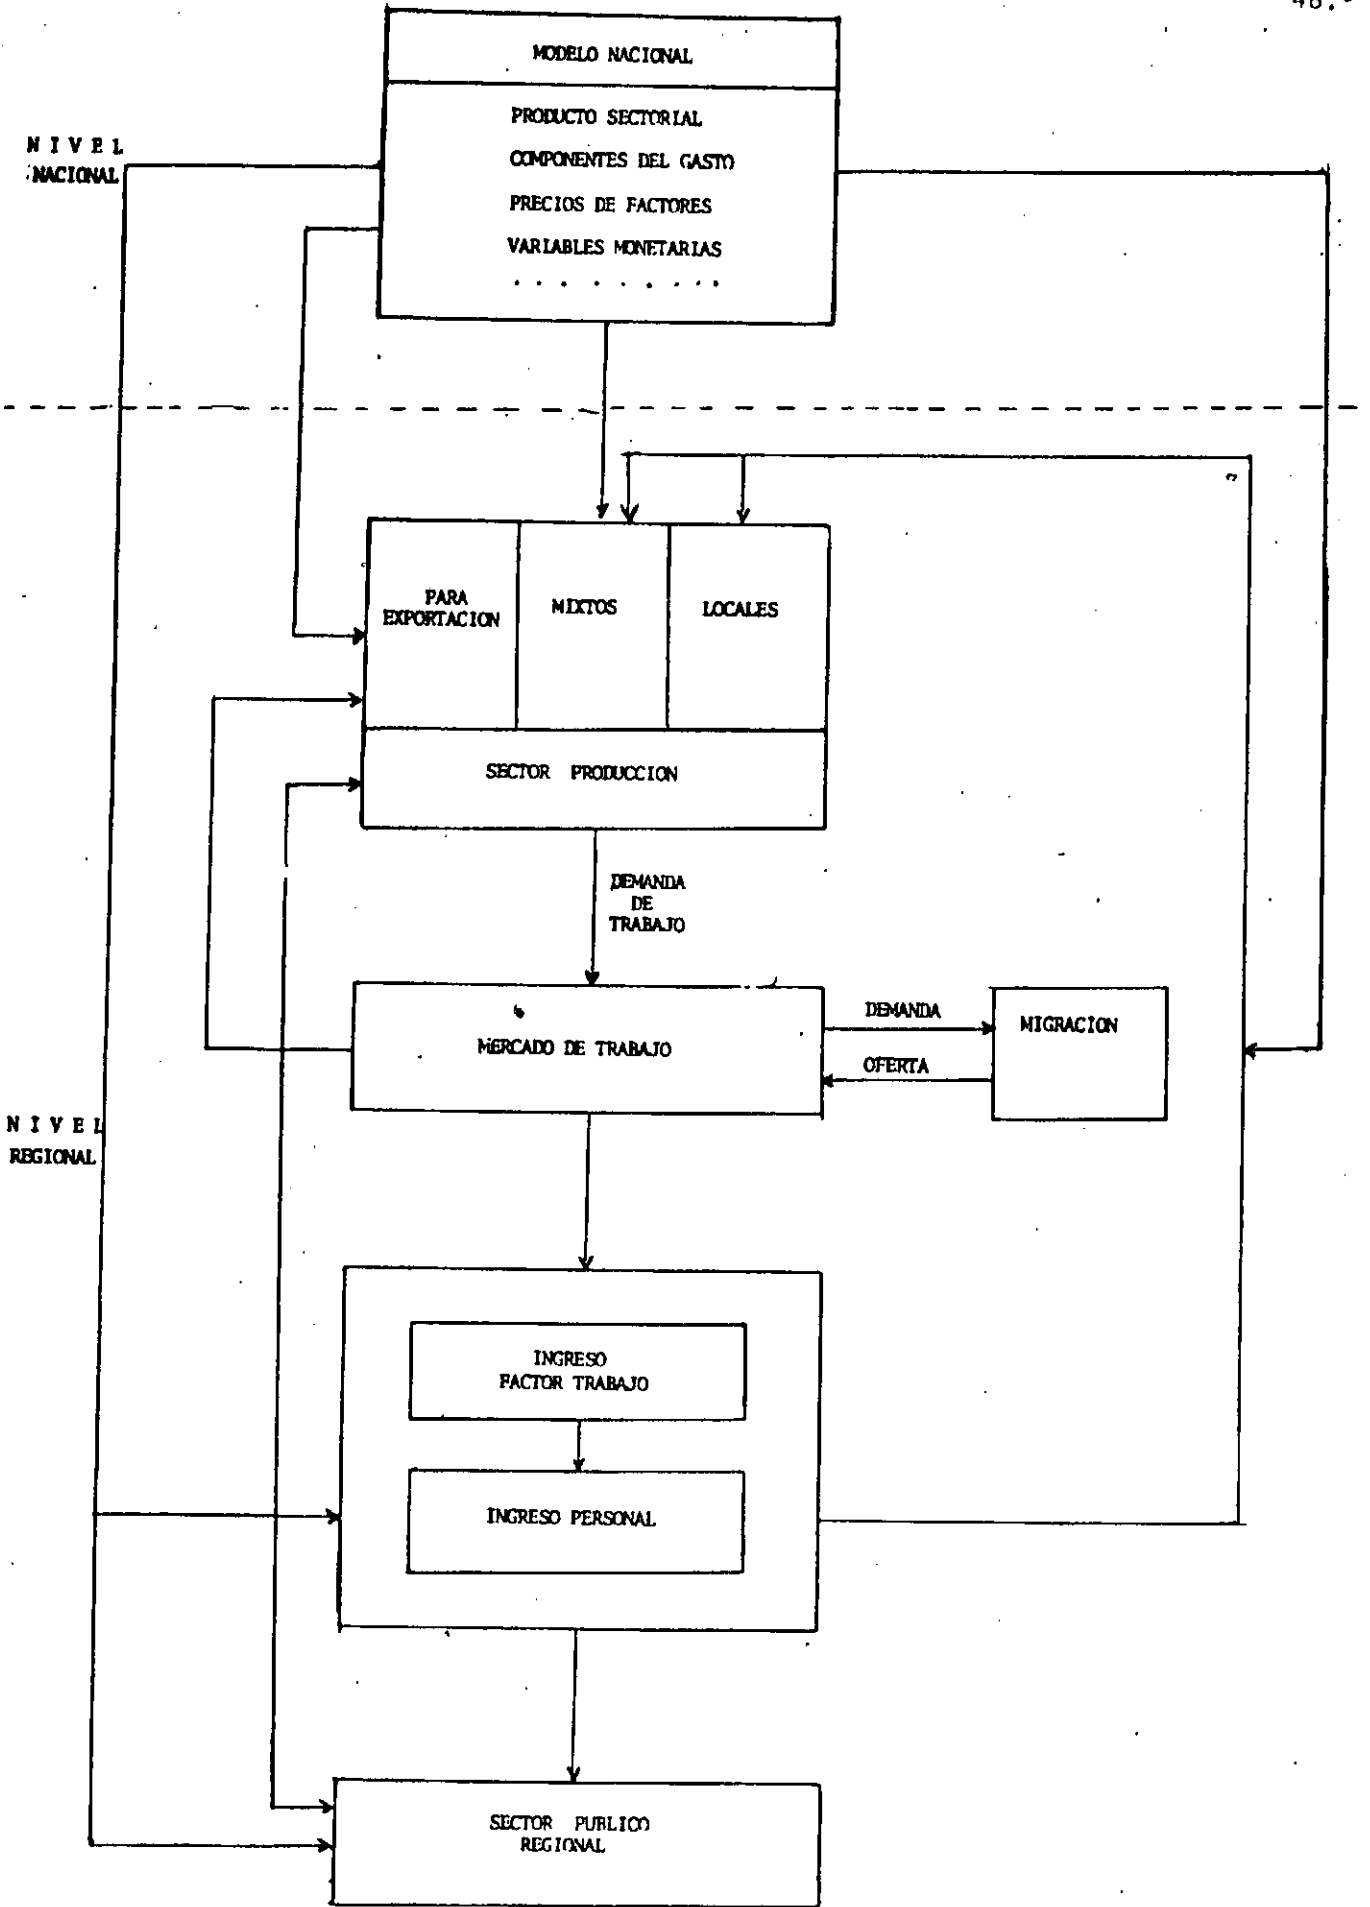 MODELO NACIONAL
PRODUCTO SECTORIAL
COMPONENTES DEL GASTO
PRECIOS DE FACTORES
VARIABLES MONETARIAS
. . . . . . . . .
NIVEL
NACIONAL
PARA
EXPORTACION
MIXTOS
LOCALES
SECTOR PRODUCCION
DEMANDA
DE
TRABAJO
MERCADO DE TRABAJO
DEMANDA
OFERTA
MIGRACION
NIVEL
REGIONAL
INGRESO
FACTOR TRABAJO
INGRESO PERSONAL
SECTOR PUBLICO
REGIONAL